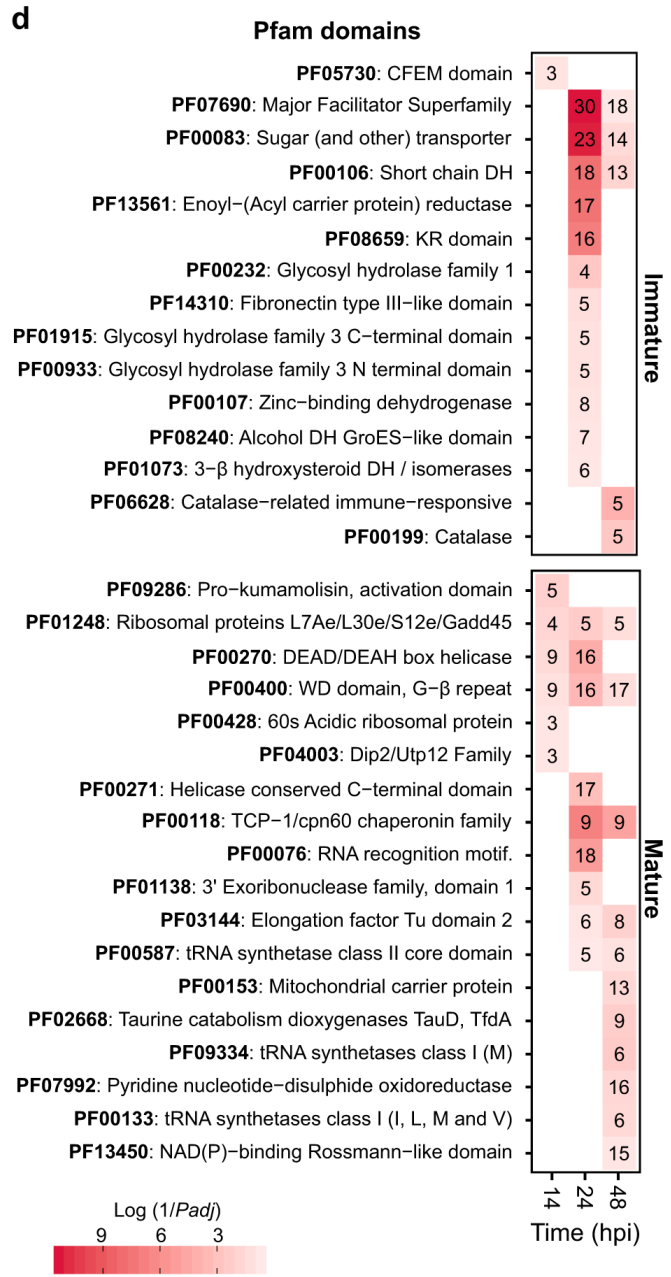 d
Pfam domains
PF05730: CFEM domain 3
PF07690: Major Facilitator Superfamily 30 18
PF00083: Sugar (and other) transporter 23 14
PF00106: Short chain DH 18 13
PF13561: Enoyl−(Acyl carrier protein) reductase 17
PF08659: KR domain 16
PF00232: Glycosyl hydrolase family 1 4
PF14310: Fibronectin type III−like domain 5
PF01915: Glycosyl hydrolase family 3 C−terminal domain 5
PF00933: Glycosyl hydrolase family 3 N terminal domain 5
PF00107: Zinc−binding dehydrogenase 8
PF08240: Alcohol DH GroES−like domain 7
PF01073: 3−β hydroxysteroid DH / isomerases 6
PF06628: Catalase−related immune−responsive 5
PF00199: Catalase 5
Immature
PF09286: Pro−kumamolisin, activation domain 5
PF01248: Ribosomal proteins L7Ae/L30e/S12e/Gadd45 4 5 5
PF00270: DEAD/DEAH box helicase 9 16
PF00400: WD domain, G−β repeat 9 16 17
PF00428: 60s Acidic ribosomal protein 3
PF04003: Dip2/Utp12 Family 3
PF00271: Helicase conserved C−terminal domain 17
PF00118: TCP−1/cpn60 chaperonin family 9 9
PF00076: RNA recognition motif. 18
PF01138: 3' Exoribonuclease family, domain 1 5
PF03144: Elongation factor Tu domain 2 6 8
PF00587: tRNA synthetase class II core domain 5 6
PF00153: Mitochondrial carrier protein 13
PF02668: Taurine catabolism dioxygenases TauD, TfdA 9
PF09334: tRNA synthetases class I (M) 6
PF07992: Pyridine nucleotide−disulphide oxidoreductase 16
PF00133: tRNA synthetases class I (I, L, M and V) 6
PF13450: NAD(P)−binding Rossmann−like domain 15
Mature
14 24 48
Time (hpi)
Log (1/Padj)
9 6 3